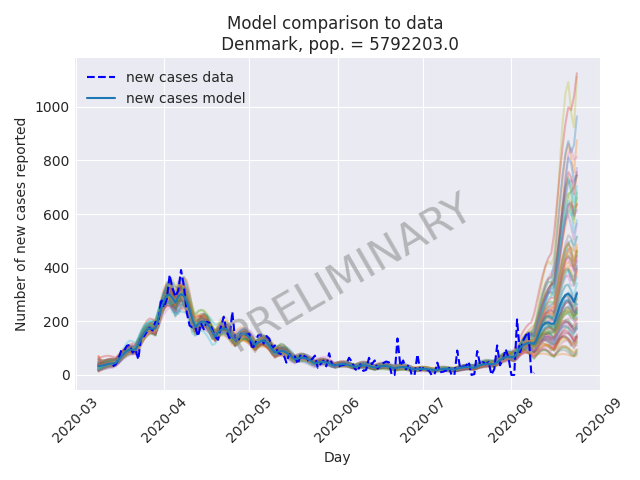 Model comparison to data
Denmark, pop. = 5792203.0
new cases data
new cases model
Number of new cases reported
1000
800
600
400
200
0
PRELIMINARY
2020-03
2020-04
2020-05
2020-06
2020-07
2020-08
2020-09
Day